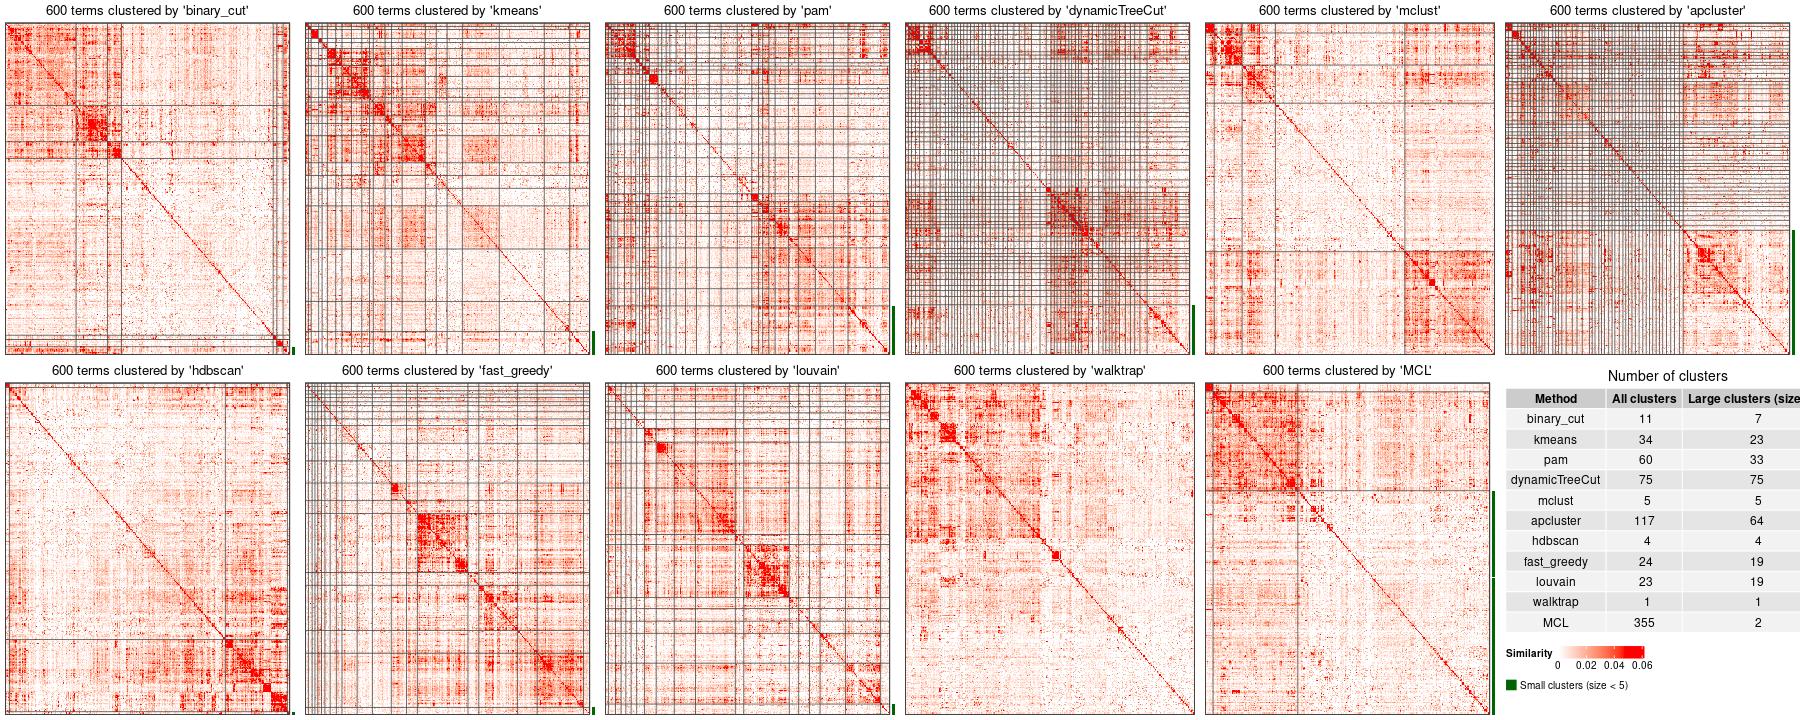 600 terms clustered by 'binary_cut'
600 terms clustered by 'kmeans'
600 terms clustered by 'pam'
600 terms clustered by 'dynamicTreeCut'
600 terms clustered by 'mclust'
600 terms clustered by 'apcluster'
600 terms clustered by 'hdbscan'
600 terms clustered by 'fast_greedy'
600 terms clustered by 'louvain'
600 terms clustered by 'walktrap'
600 terms clustered by 'MCL'
Number of clusters
Method All clusters Large clusters (size
binary_cut 11 7
kmeans 34 23
pam 60 33
dynamicTreeCut 75 75
mclust 5 5
apcluster 117 64
hdbscan 4 4
fast_greedy 24 19
louvain 23 19
walktrap 1 1
MCL 355 2
Similarity
0 0.02 0.04 0.06
Small clusters (size < 5)